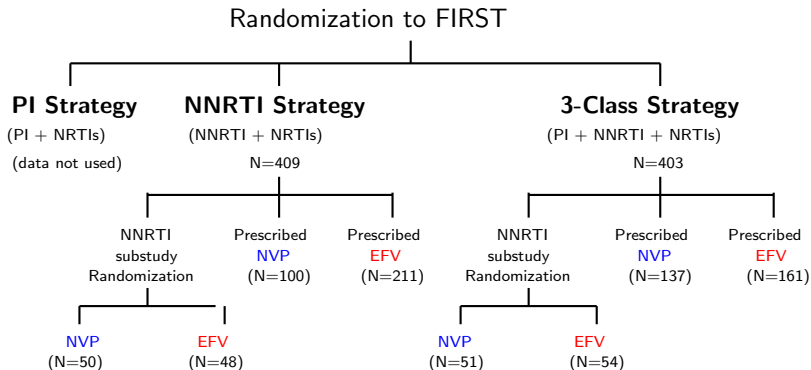 Randomization to FIRST
PI Strategy
(PI + NRTIs)
(data not used)
NNRTI Strategy
(NNRTI + NRTIs)
N=409
3-Class Strategy
(PI + NNRTI + NRTIs)
N=403
NNRTI
substudy
Randomization
Prescribed
NVP
(N=100)
Prescribed
EFV
(N=211)
NNRTI
substudy
Randomization
Prescribed
NVP
(N=137)
Prescribed
EFV
(N=161)
NVP
(N=50)
EFV
(N=48)
NVP
(N=51)
EFV
(N=54)